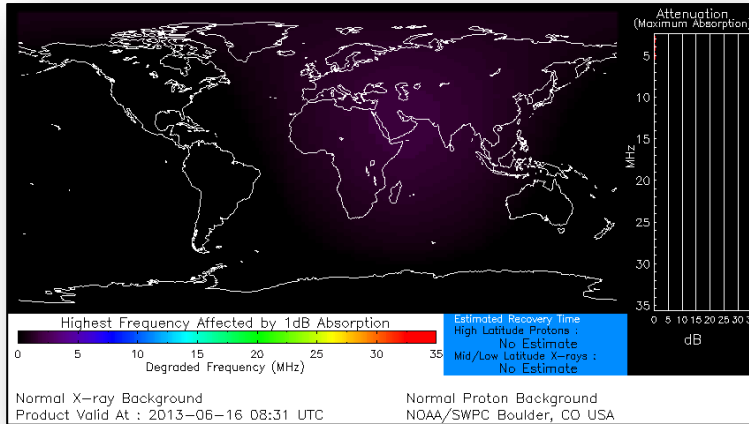 Attenuation
(Maximum Absorption)
5
10
15
20
25
30
35
MHz
0 5 10 15 20 25 30
dB
Highest Frequency Affected by 1dB Absorption
0 5 10 15 20 25 30 35
Degraded Frequency (MHz)
Estimated Recovery Time
High Latitude Protons :
No Estimate
Mid/Low Latitude X-rays :
No Estimate
Normal X-ray Background
Normal Proton Background
Product Valid At : 2013-06-16 08:31 UTC
NOAA/SWPC Boulder, CO USA